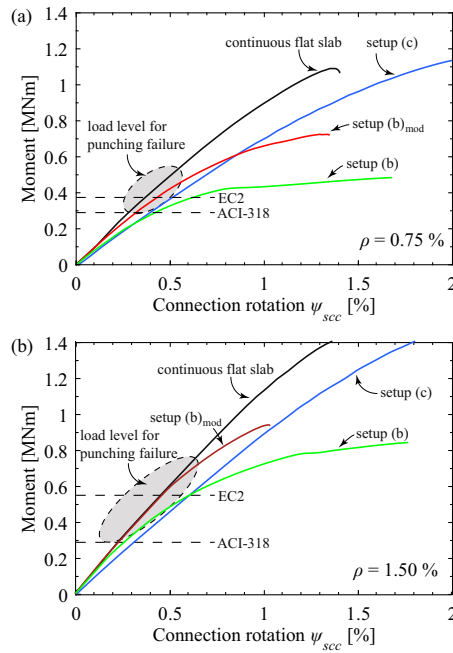 (a)
1.4
1.2
1
0.8
0.6
0.4
0.2
0
Moment [MNm]
continuous flat slab
setup (c)
load level for
punching failure
setup (b)mod
setup (b)
EC2
ACI-318
ρ = 0.75 %
0 0.5 1 1.5 2
Connection rotation ψscc [%]
(b)
1.4
1.2
1
0.8
0.6
0.4
0.2
0
Moment [MNm]
continuous flat slab
setup (c)
setup (b)mod
load level for
punching failure
setup (b)
EC2
ACI-318
ρ = 1.50 %
0 0.5 1 1.5 2
Connection rotation ψscc [%]